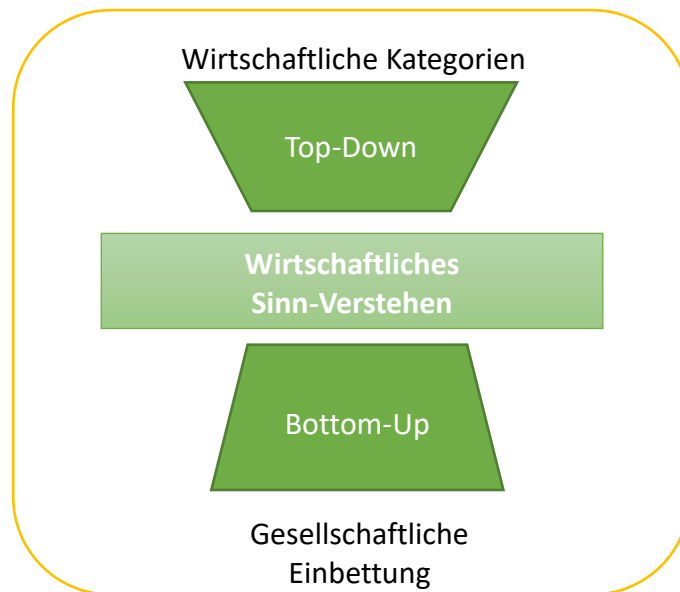 Wirtschaftliche Kategorien
Top-Down
Wirtschaftliches
Sinn-Verstehen
Bottom-Up
Gesellschaftliche
Einbettung